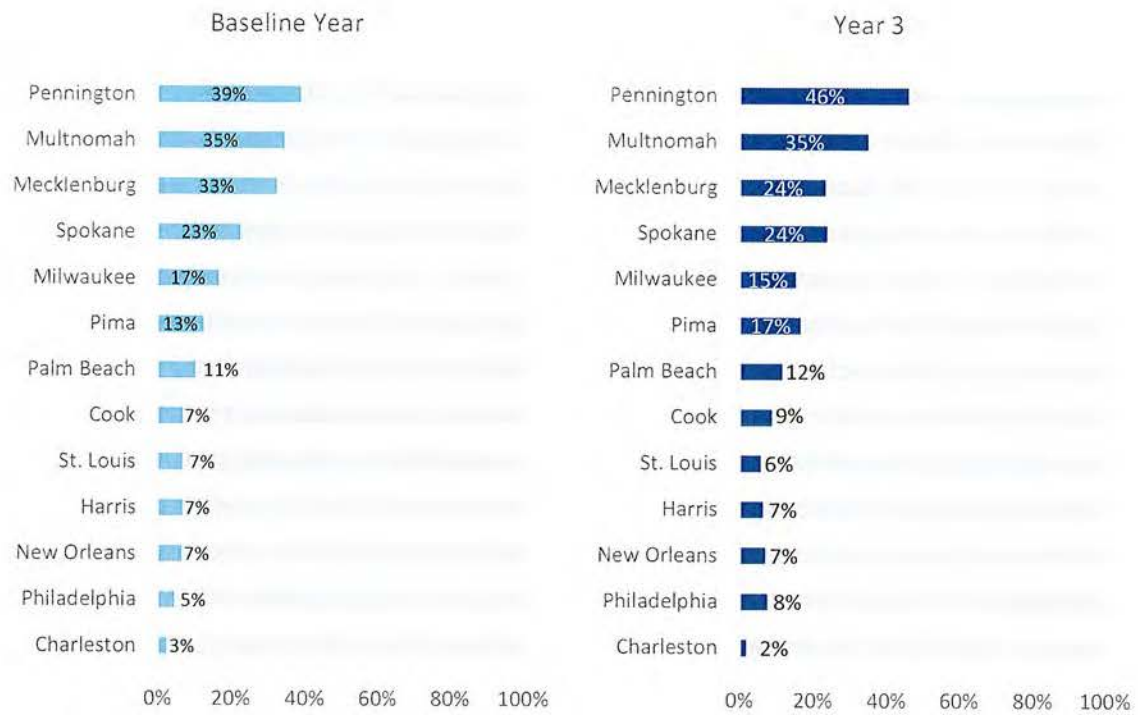 Baseline Year
Pennington 39%
Multnomah 35%
Mecklenburg 33%
Spokane 23%
Milwaukee 17%
Pima 13%
Palm Beach 11%
Cook 7%
St. Louis 7%
Harris 7%
New Orleans 7%
Philadelphia 5%
Charleston 3%
0% 20% 40% 60% 80% 100%
Year 3
Pennington 46%
Multnomah 35%
Mecklenburg 24%
Spokane 24%
Milwaukee 15%
Pima 17%
Palm Beach 12%
Cook 9%
St. Louis 6%
Harris 7%
New Orleans 7%
Philadelphia 8%
Charleston 2%
0% 20% 40% 60% 80% 100%